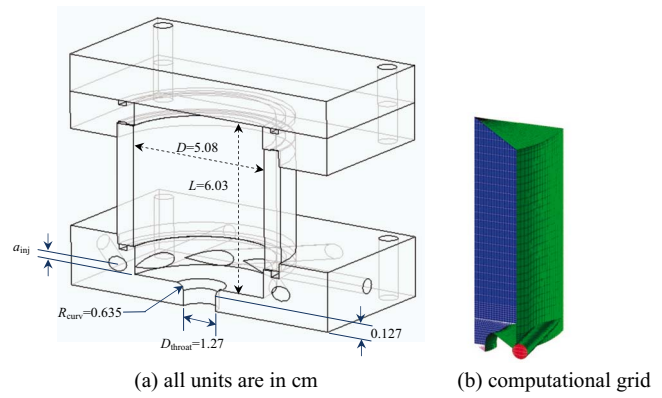 D=5.08
L=6.03
a_inj
R_curv=0.635
0.127
D_throat=1.27
(a) all units are in cm
(b) computational grid